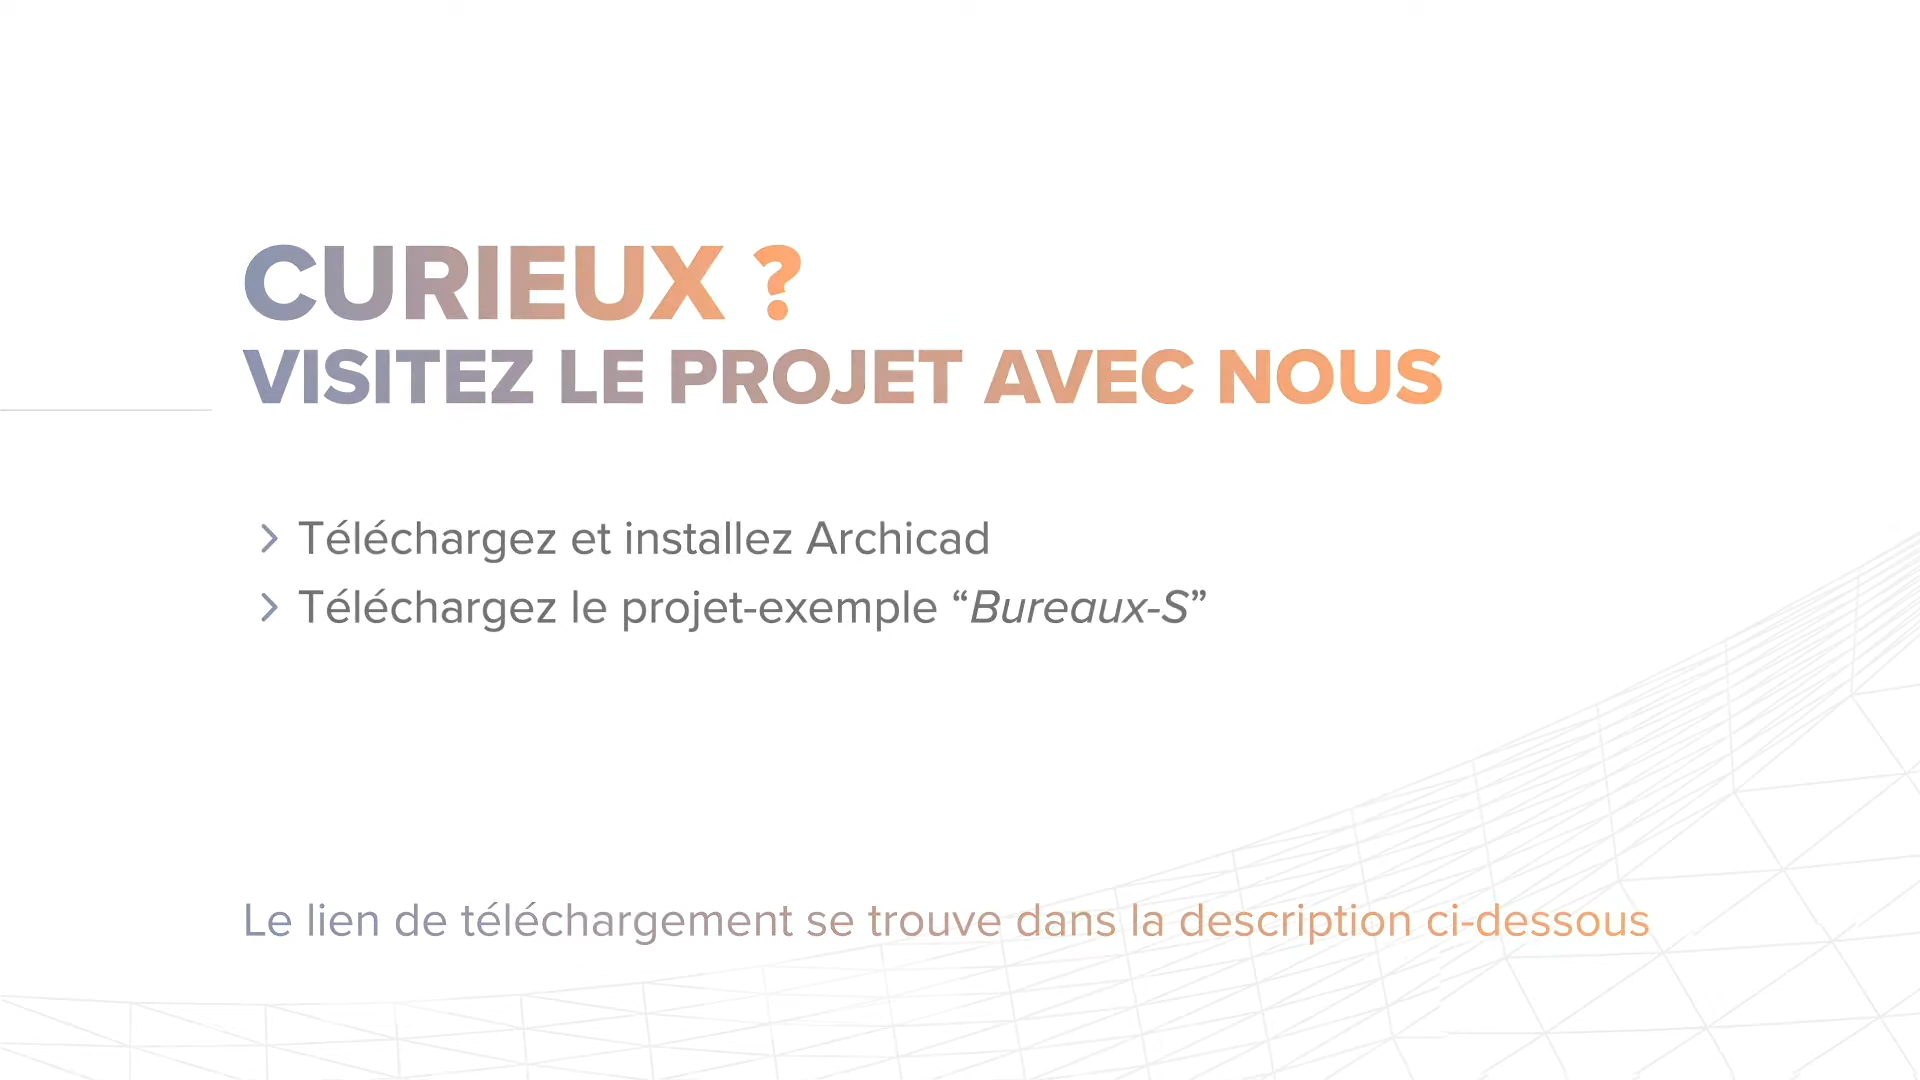 CURIEUX ?
VISITEZ LE PROJET AVEC NOUS
Téléchargez et installez Archicad
Téléchargez le projet-exemple “Bureaux-S”
Le lien de téléchargement se trouve dans la description ci-dessous